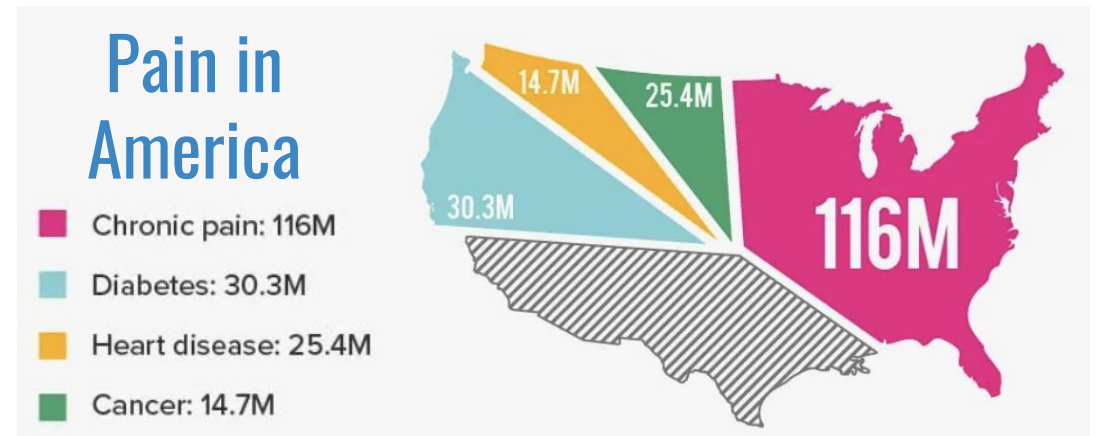 Pain in
America
Chronic pain: 116M
Diabetes: 30.3M
Heart disease: 25.4M
Cancer: 14.7M
14.7M
25.4M
30.3M
116M